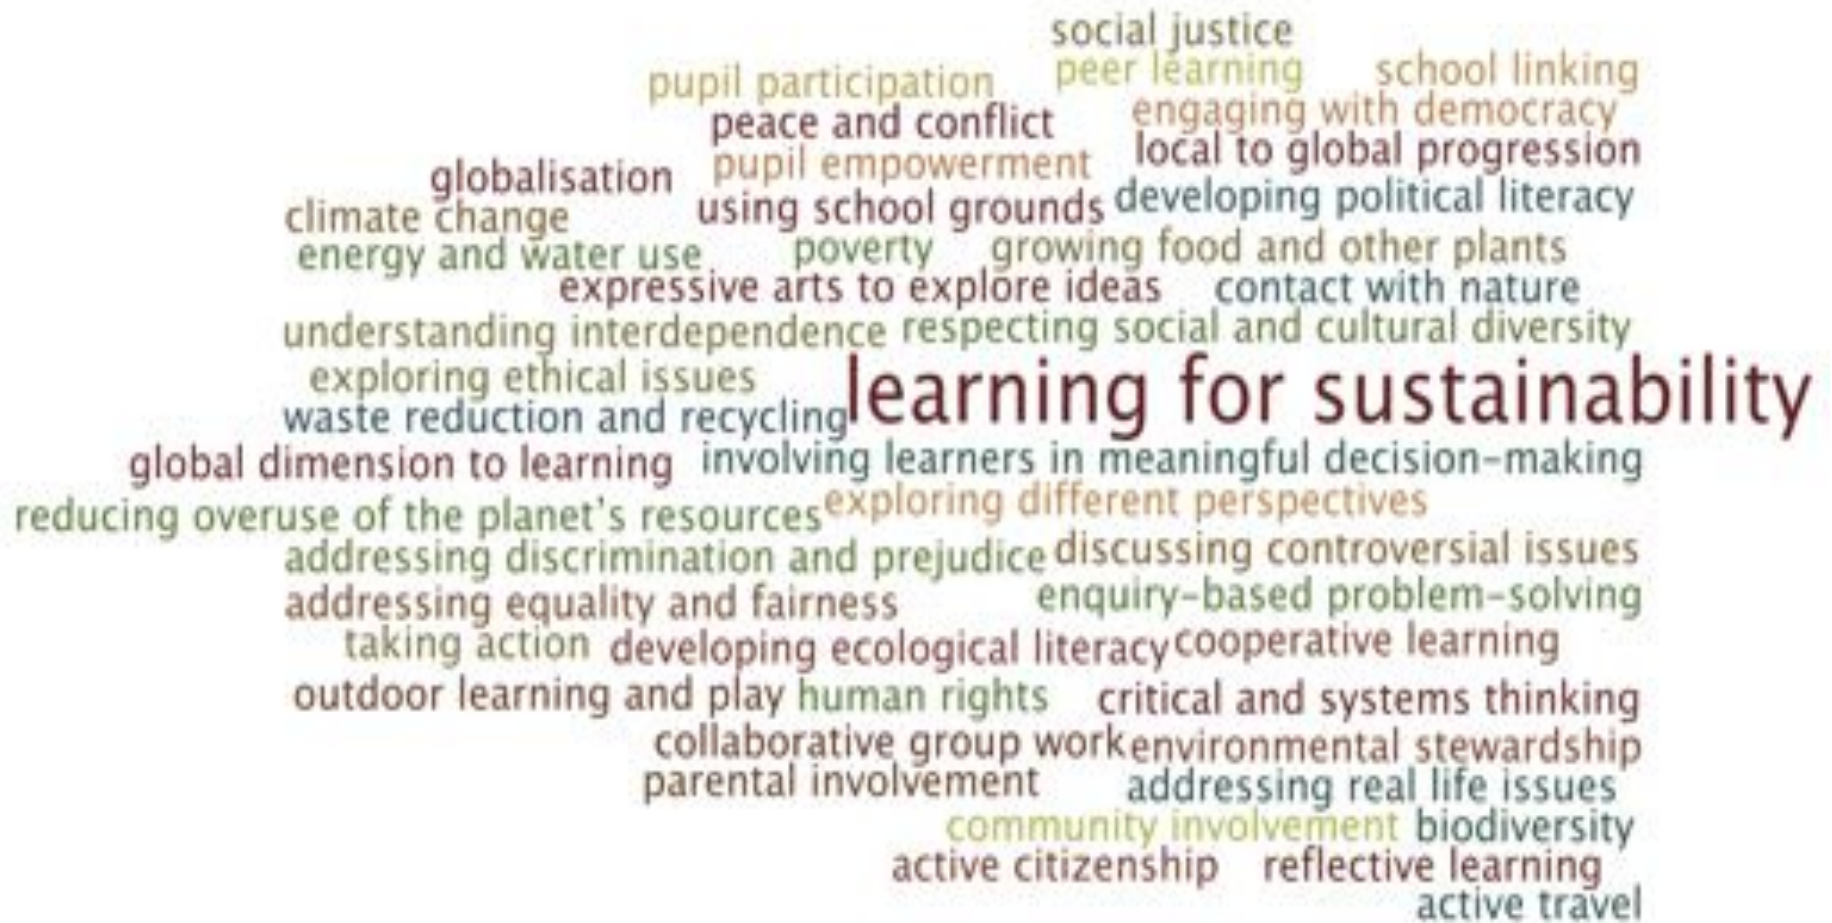 social justice
pupil participation peer learning school linking
peace and conflict engaging with democracy
globalisation pupil empowerment local to global progression
climate change using school grounds developing political literacy
energy and water use poverty growing food and other plants
expressive arts to explore ideas contact with nature
understanding interdependence respecting social and cultural diversity
exploring ethical issues learning for sustainability
waste reduction and recycling
global dimension to learning involving learners in meaningful decision-making
reducing overuse of the planet's resources exploring different perspectives
addressing discrimination and prejudice discussing controversial issues
addressing equality and fairness enquiry-based problem-solving
taking action developing ecological literacy cooperative learning
outdoor learning and play human rights critical and systems thinking
collaborative group work environmental stewardship
parental involvement addressing real life issues
community involvement biodiversity
active citizenship reflective learning
active travel